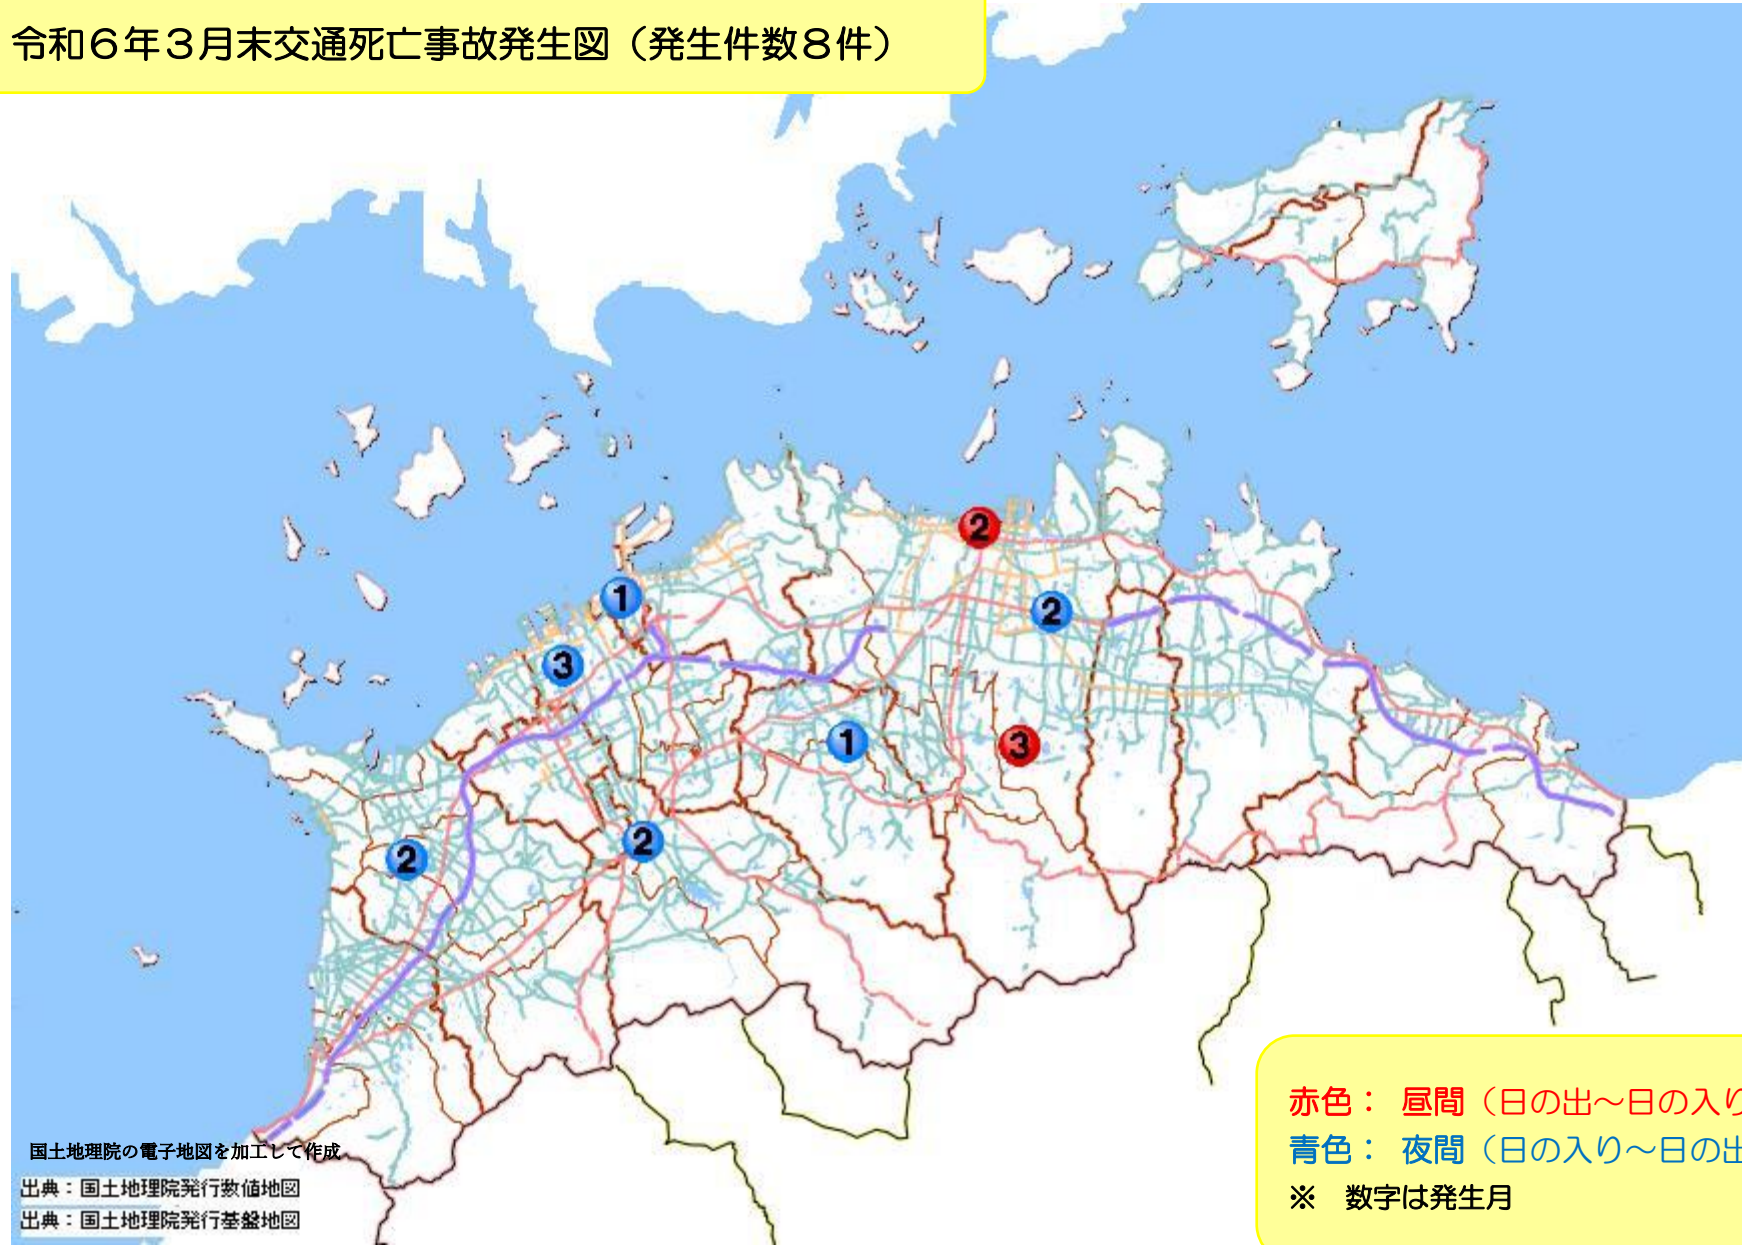 令和6年3月末交通死亡事故発生図（発生件数8件）
2
1
2
3
1
3
2
2
赤色： 昼間（日の出～日の入り
青色： 夜間（日の入り～日の出
※ 数字は発生月
国土地理院の電子地図を加工して作成
出典：国土地理院発行数値地図
出典：国土地理院発行基盤地図